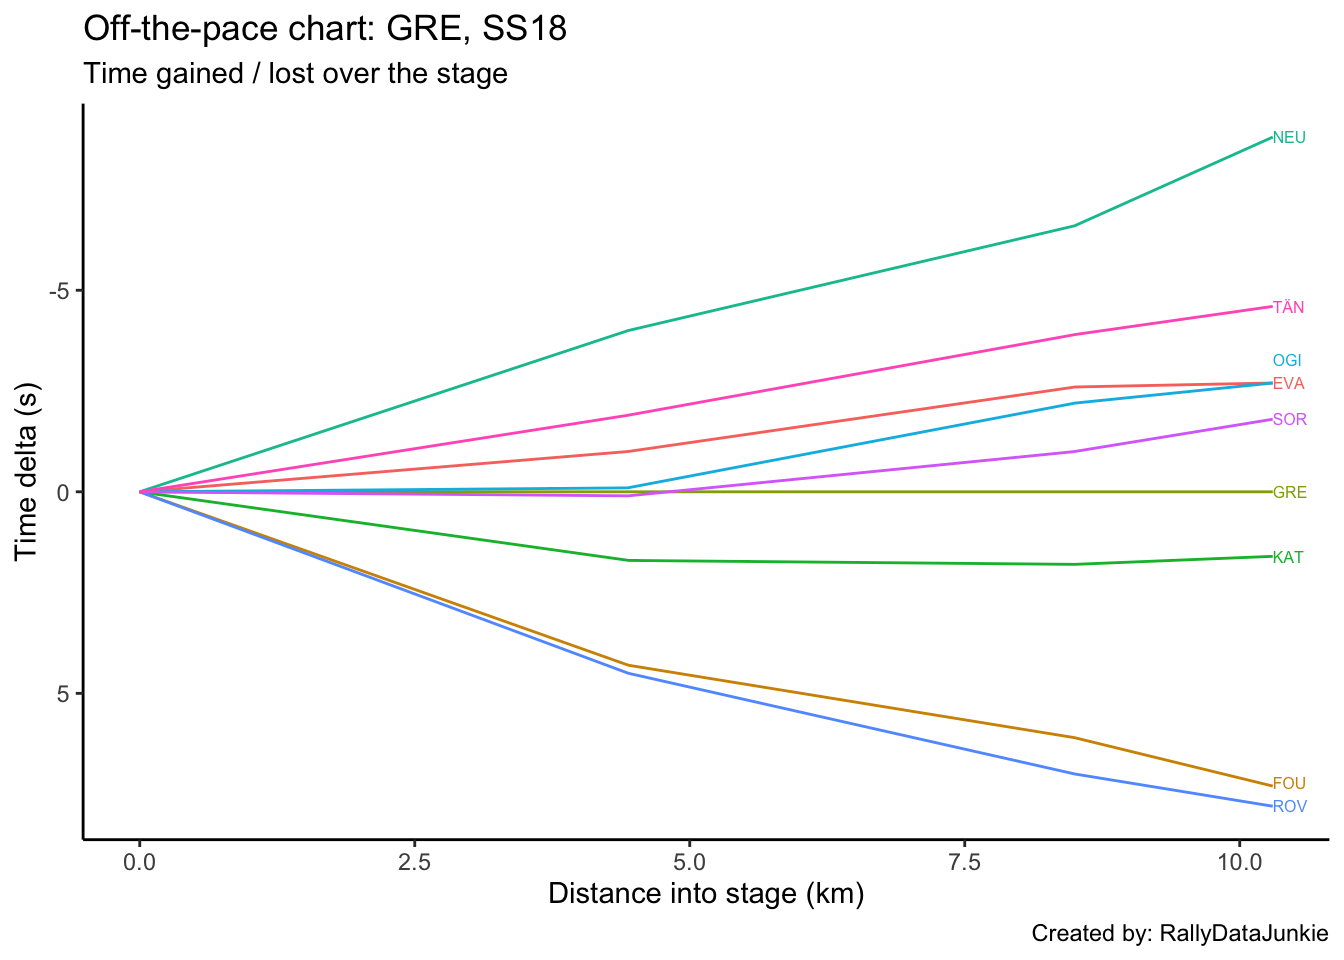 Off-the-pace chart: GRE, SS18
Time gained / lost over the stage
NEU
-5
TÄN
OGI
EVA
SOR
0
GRE
KAT
5
FOU
ROV
Time delta (s)
0.0 2.5 5.0 7.5 10.0
Distance into stage (km)
Created by: RallyDataJunkie